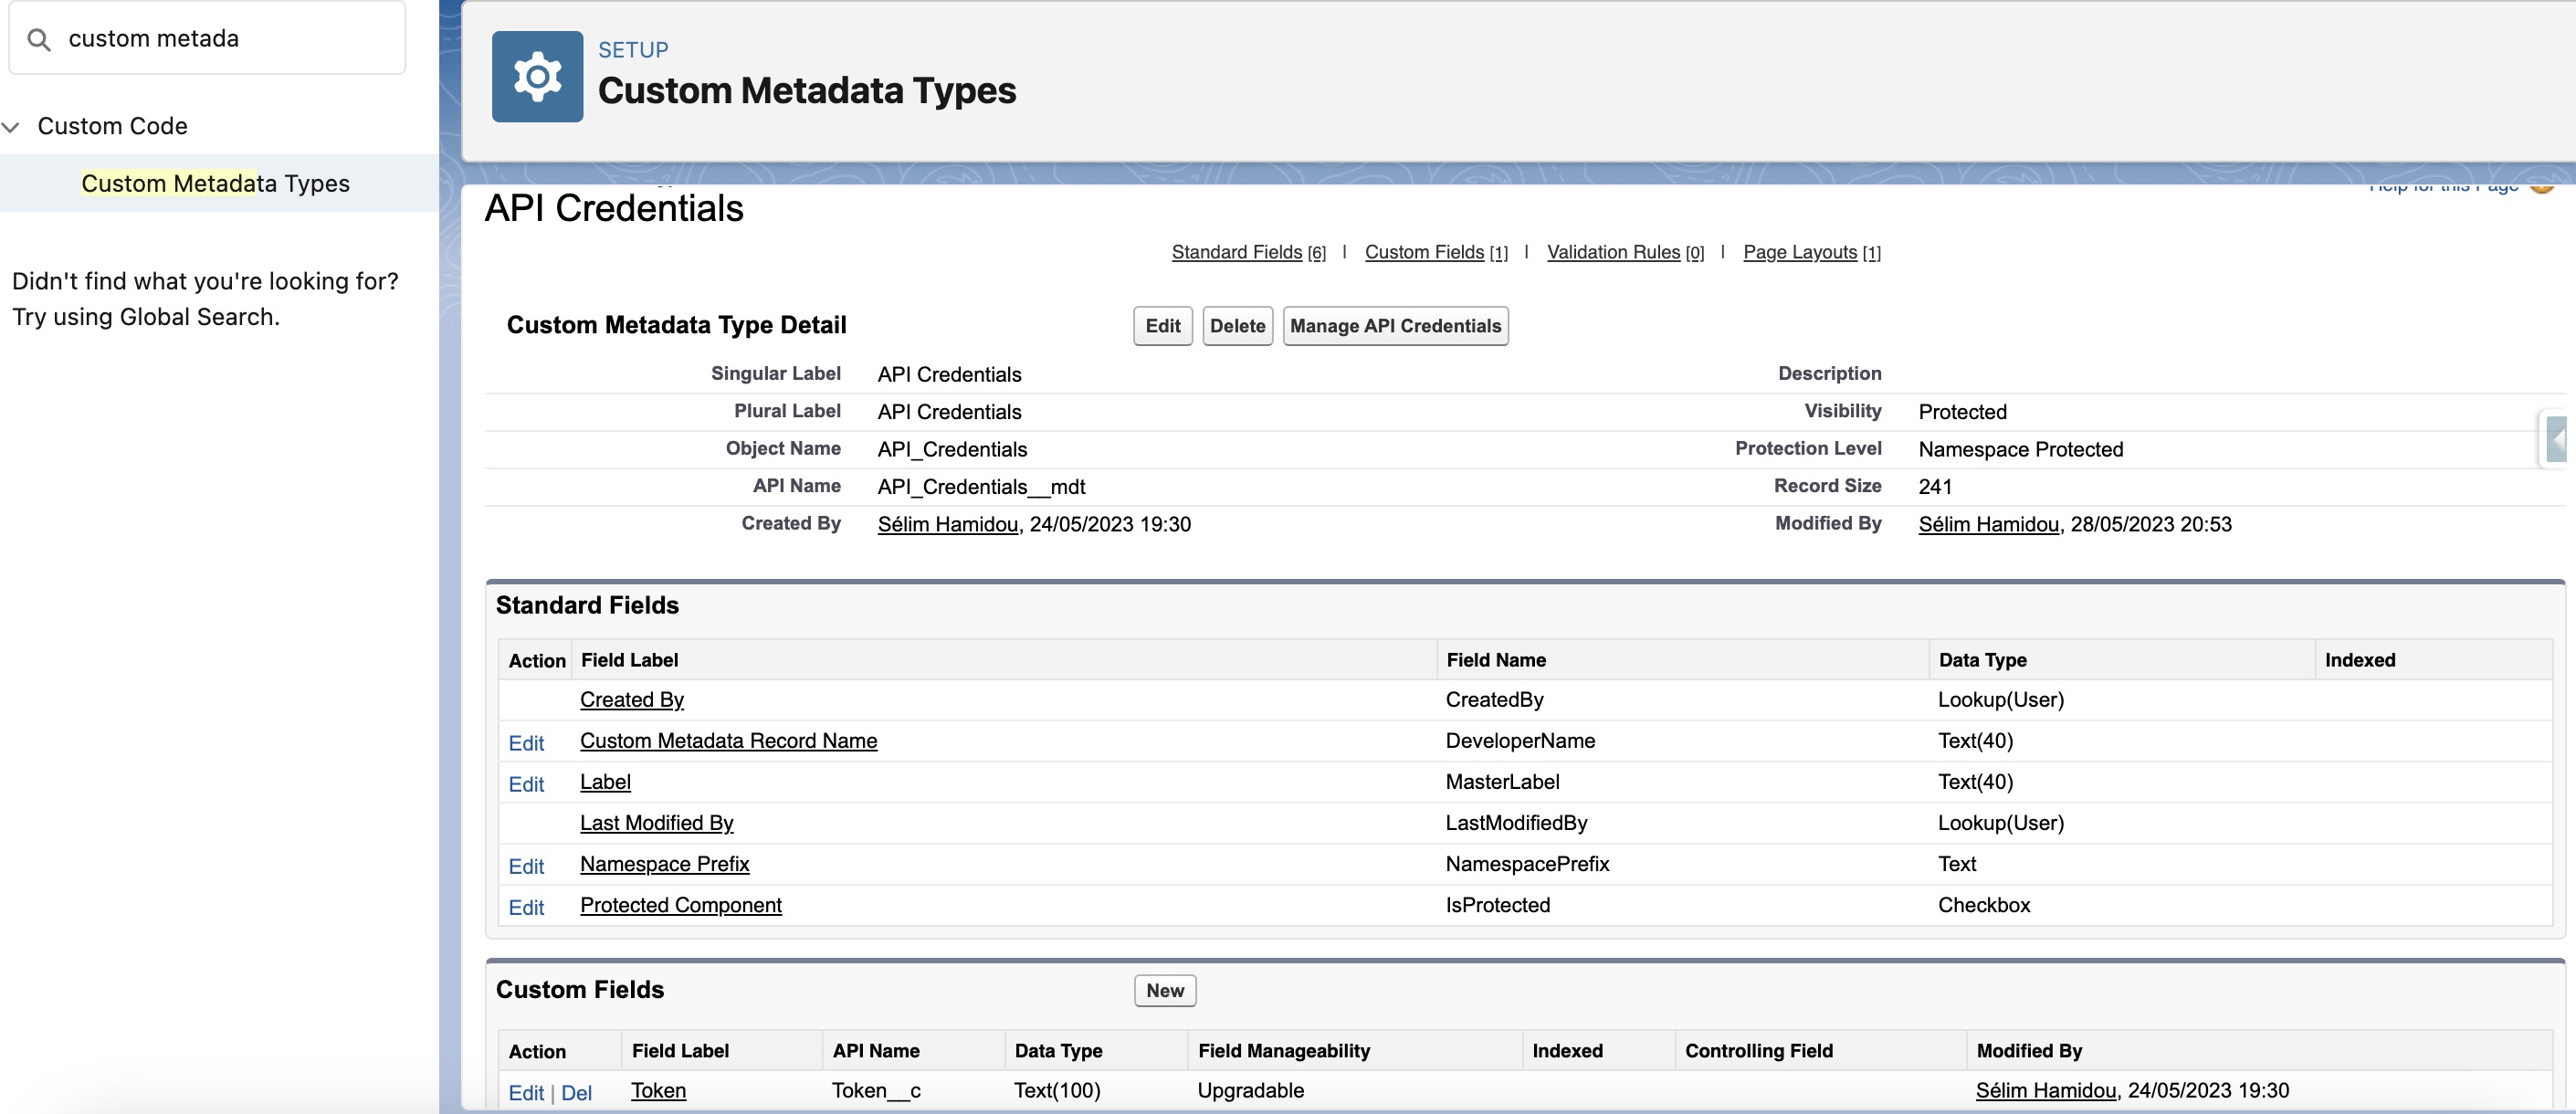 custom metada
Custom Code
Custom Metadata Types
Didn't find what you're looking for?
Try using Global Search.
SETUP
Custom Metadata Types
Help for this Page
API Credentials
Standard Fields [6] | Custom Fields [1] | Validation Rules [0] | Page Layouts [1]
Custom Metadata Type Detail Edit Delete Manage API Credentials
Singular Label API Credentials Description
Plural Label API Credentials Visibility Protected
Object Name API_Credentials Protection Level Namespace Protected
API Name API_Credentials__mdt Record Size 241
Created By Sélim Hamidou, 24/05/2023 19:30 Modified By Sélim Hamidou, 28/05/2023 20:53
Standard Fields
Action Field Label Field Name Data Type Indexed
Created By CreatedBy Lookup(User)
Edit Custom Metadata Record Name DeveloperName Text(40)
Edit Label MasterLabel Text(40)
Last Modified By LastModifiedBy Lookup(User)
Edit Namespace Prefix NamespacePrefix Text
Edit Protected Component IsProtected Checkbox
Custom Fields New
Action Field Label API Name Data Type Field Manageability Indexed Controlling Field Modified By
Edit | Del Token Token__c Text(100) Upgradable Sélim Hamidou, 24/05/2023 19:30